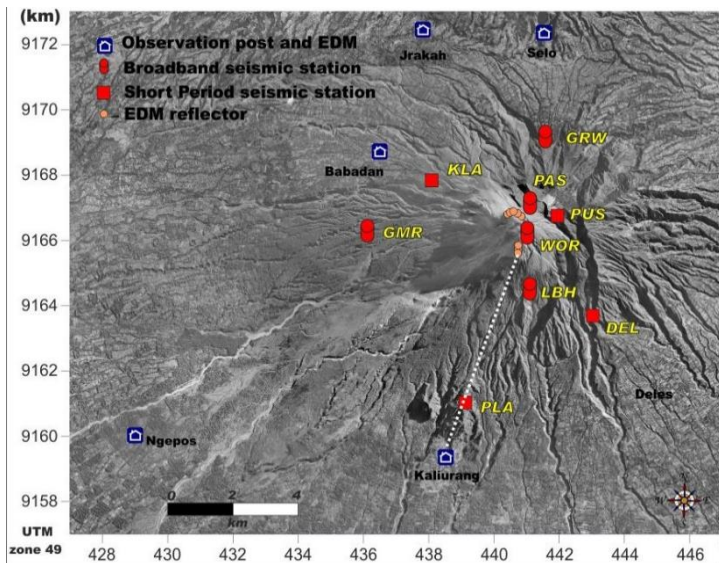 (km)
9172
9170
9168
9166
9164
9162
9160
9158
UTM
zone 49
428
430
432
434
436
438
440
442
444
446
Observation post and EDM
Broadband seismic station
Short Period seismic station
EDM reflector
Jrakah
Selo
GRW
Babadan
KLA
PAS
PUS
GMR
WOR
LBH
DEL
Deles
PLA
Ngepos
Kaliurang
0 2 4
km